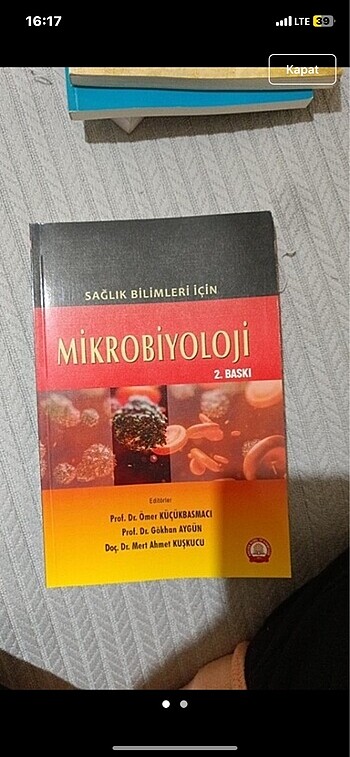 16:17
LTE 39
Kapat
SAĞLIK BİLİMLERİ İÇİN
MİKROBİYOLOJİ
2. BASKI
Editörler
Prof. Dr. Ömer KÜÇÜKBASMACI
Prof. Dr. Gökhan AYGÜN
Doç. Dr. Mert Ahmet KUŞKUCU